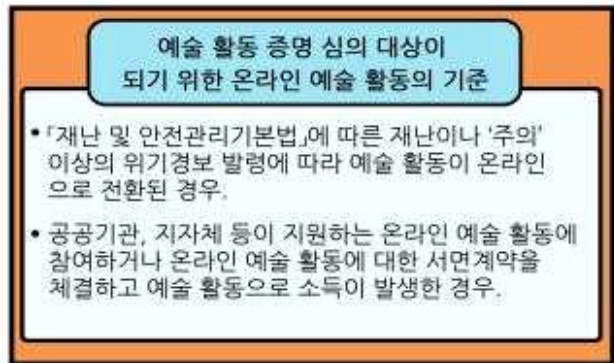 예술 활동 증명 심의 대상이
되기 위한 온라인 예술 활동의 기준
• 「재난 및 안전관리기본법」에 따른 재난이나 ‘주의’
이상의 위기경보 발령에 따라 예술 활동이 온라인
으로 전환된 경우.
• 공공기관, 지자체 등이 지원하는 온라인 예술 활동에
참여하거나 온라인 예술 활동에 대한 서면계약을
체결하고 예술 활동으로 소득이 발생한 경우.